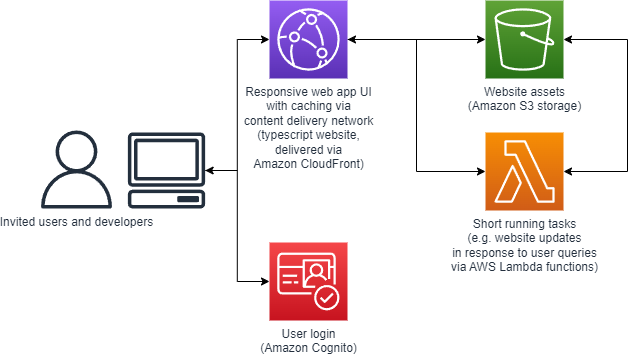 Responsive web app UI
with caching via
content delivery network
(typescript website,
delivered via
Amazon CloudFront)
Website assets
(Amazon S3 storage)
Invited users and developers
Short running tasks
(e.g. website updates
in response to user queries
via AWS Lambda functions)
User login
(Amazon Cognito)